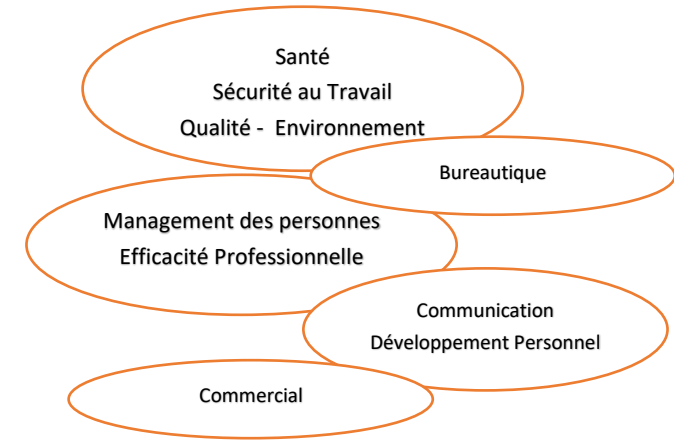 Santé
Sécurité au Travail
Qualité - Environnement
Bureautique
Management des personnes
Efficacité Professionnelle
Communication
Développement Personnel
Commercial